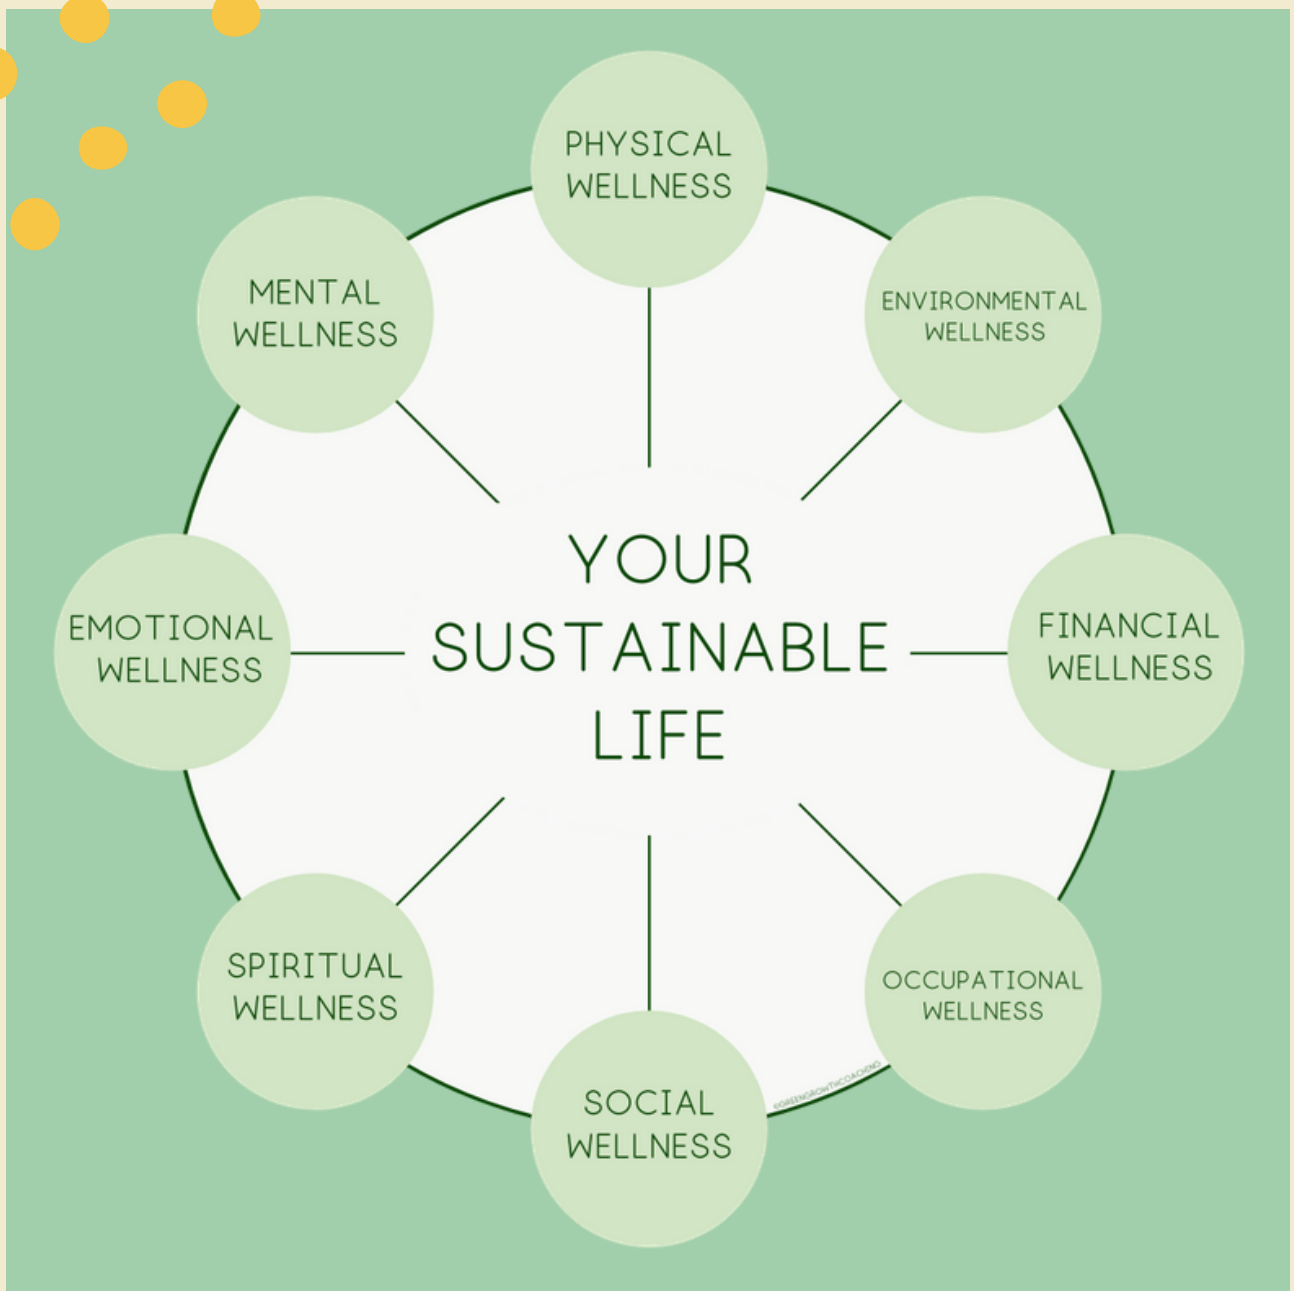 PHYSICAL
WELLNESS
ENVIRONMENTAL
WELLNESS
FINANCIAL
WELLNESS
OCCUPATIONAL
WELLNESS
SOCIAL
WELLNESS
SPIRITUAL
WELLNESS
EMOTIONAL
WELLNESS
MENTAL
WELLNESS
YOUR
SUSTAINABLE
LIFE
©GREENGROWTHCOACHING